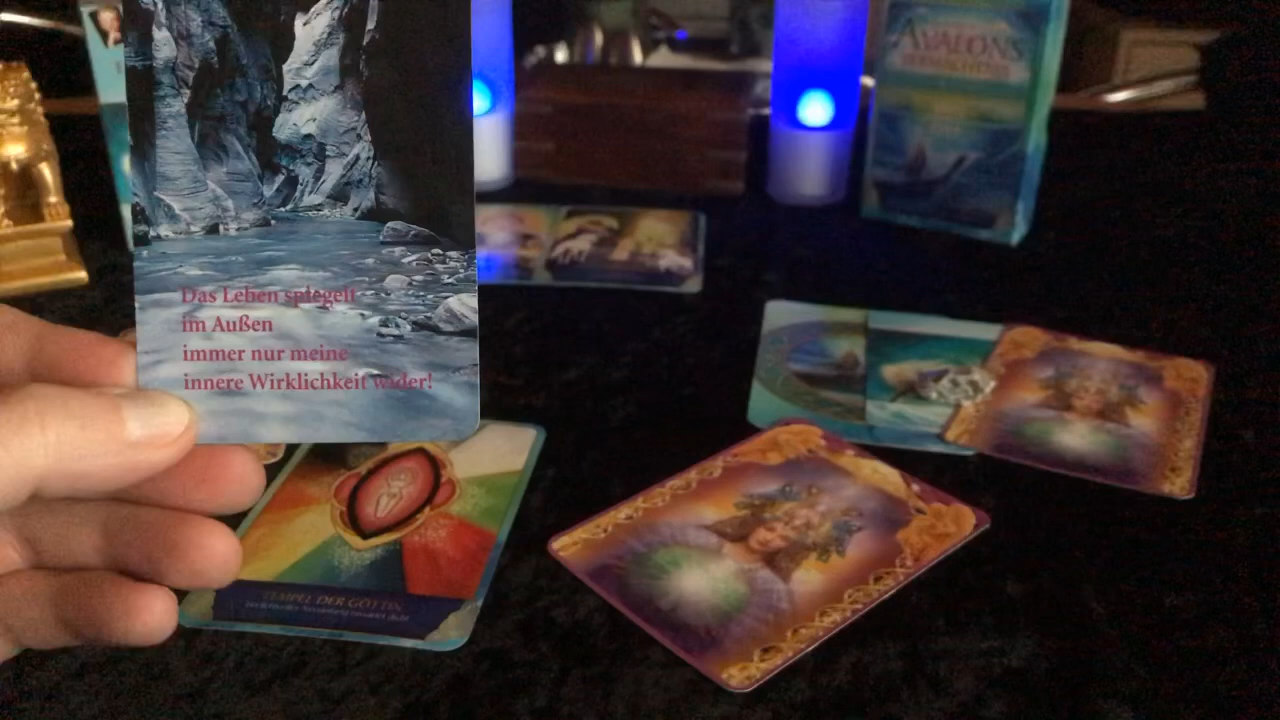 Das Leben spiegelt
im Außen
immer nur meine
innere Wirklichkeit wider!
AVALONS
TEMPEL DER GÖTTIN